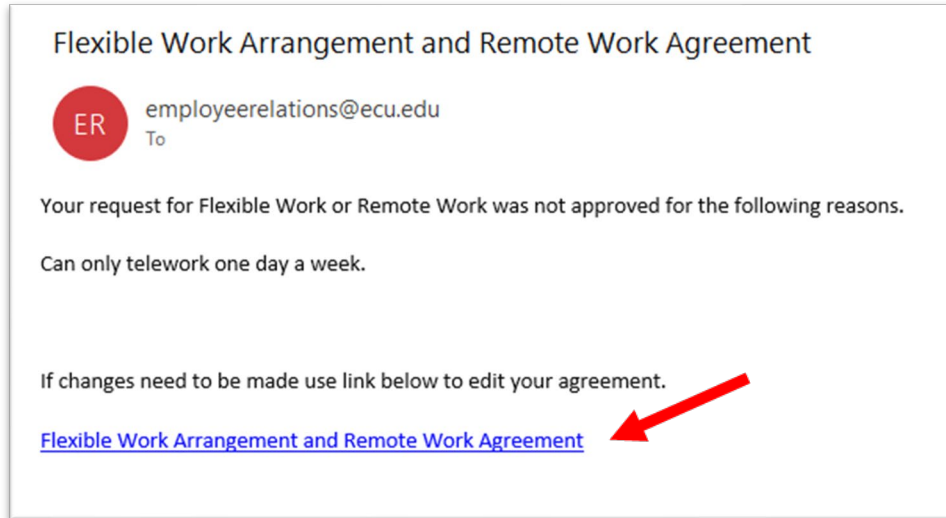 Flexible Work Arrangement and Remote Work Agreement
ER
employeerelations@ecu.edu
To
Your request for Flexible Work or Remote Work was not approved for the following reasons.
Can only telework one day a week.
If changes need to be made use link below to edit your agreement.
Flexible Work Arrangement and Remote Work Agreement